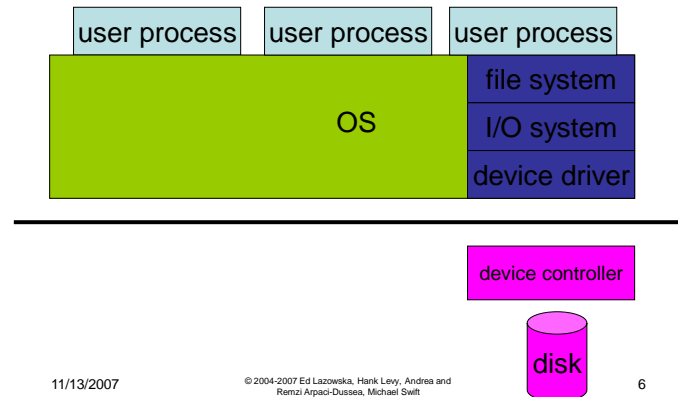 user process
user process
user process
file system
OS
I/O system
device driver
device controller
disk
11/13/2007
© 2004-2007 Ed Lazowska, Hank Levy, Andrea and
Remzi Arpaci-Dussea, Michael Swift
6